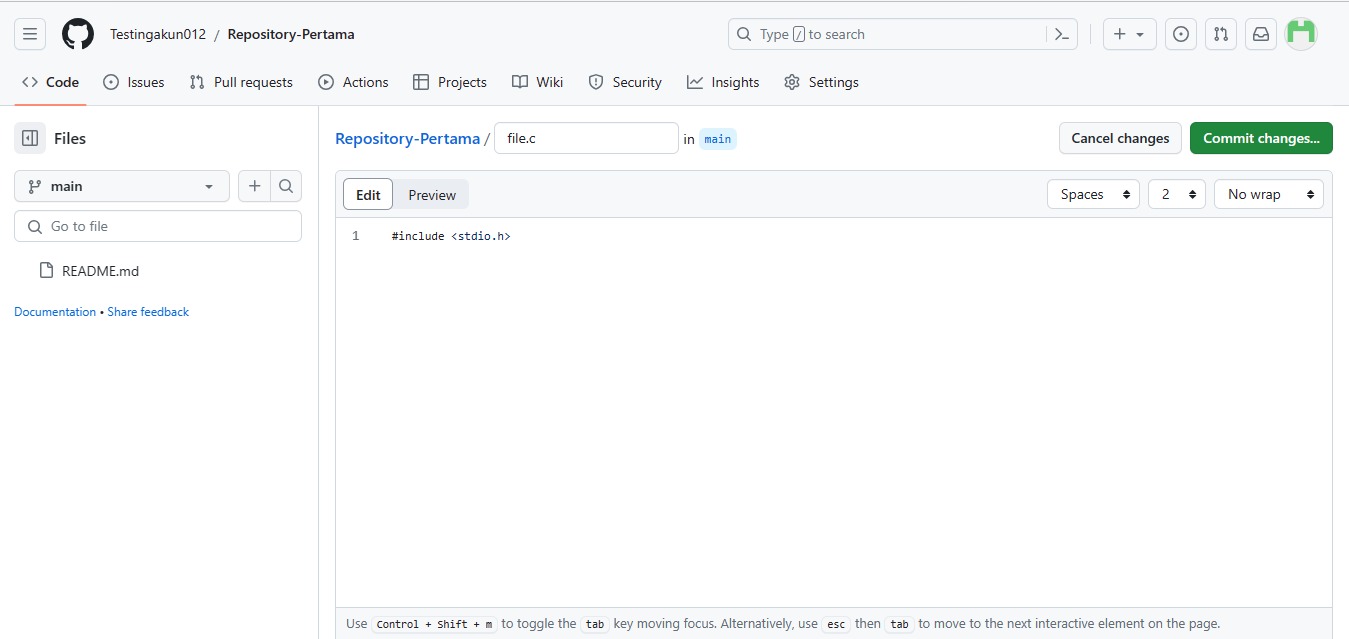 Testingakun012 / Repository-Pertama
Type / to search
Code Issues Pull requests Actions Projects Wiki Security Insights Settings
Files
main
Go to file
README.md
Documentation • Share feedback
Repository-Pertama / file.c in main
Cancel changes Commit changes...
Edit Preview
Spaces 2 No wrap
1 #include <stdio.h>
Use Control + Shift + m to toggle the tab key moving focus. Alternatively, use esc then tab to move to the next interactive element on the page.